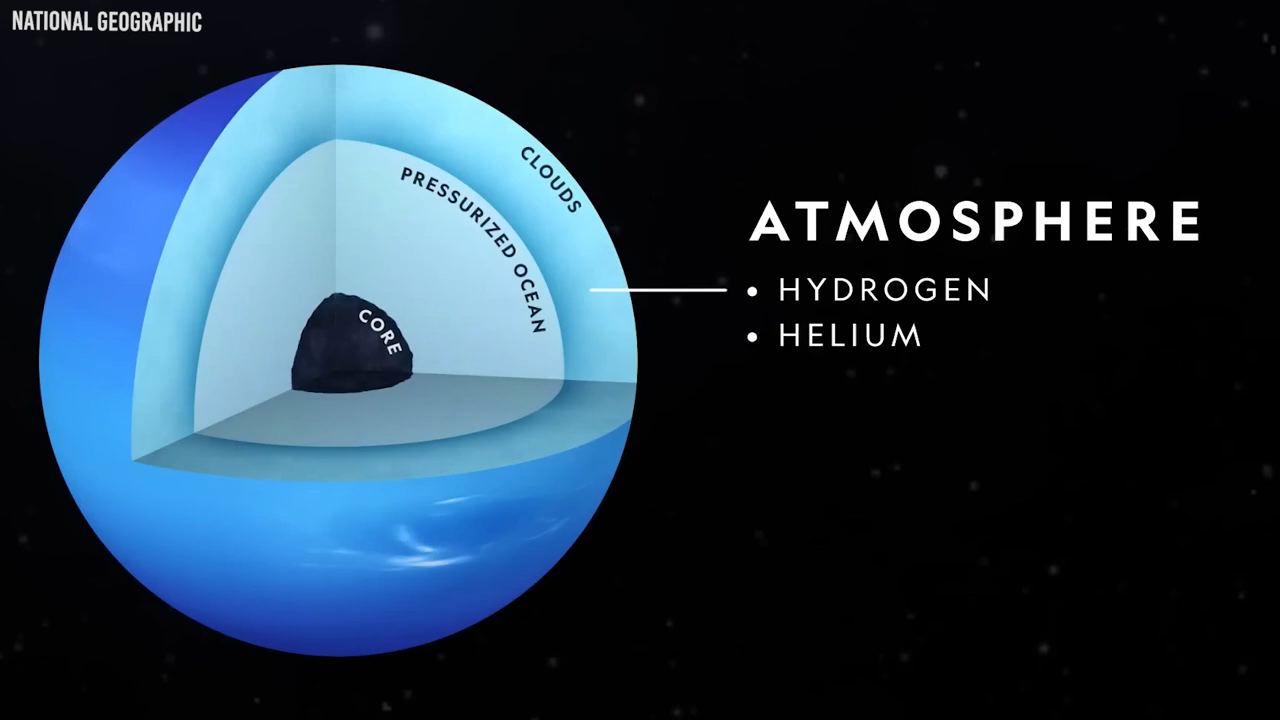 NATIONAL GEOGRAPHIC
CLOUDS
PRESSURIZED OCEAN
CORE
ATMOSPHERE
• HYDROGEN
• HELIUM